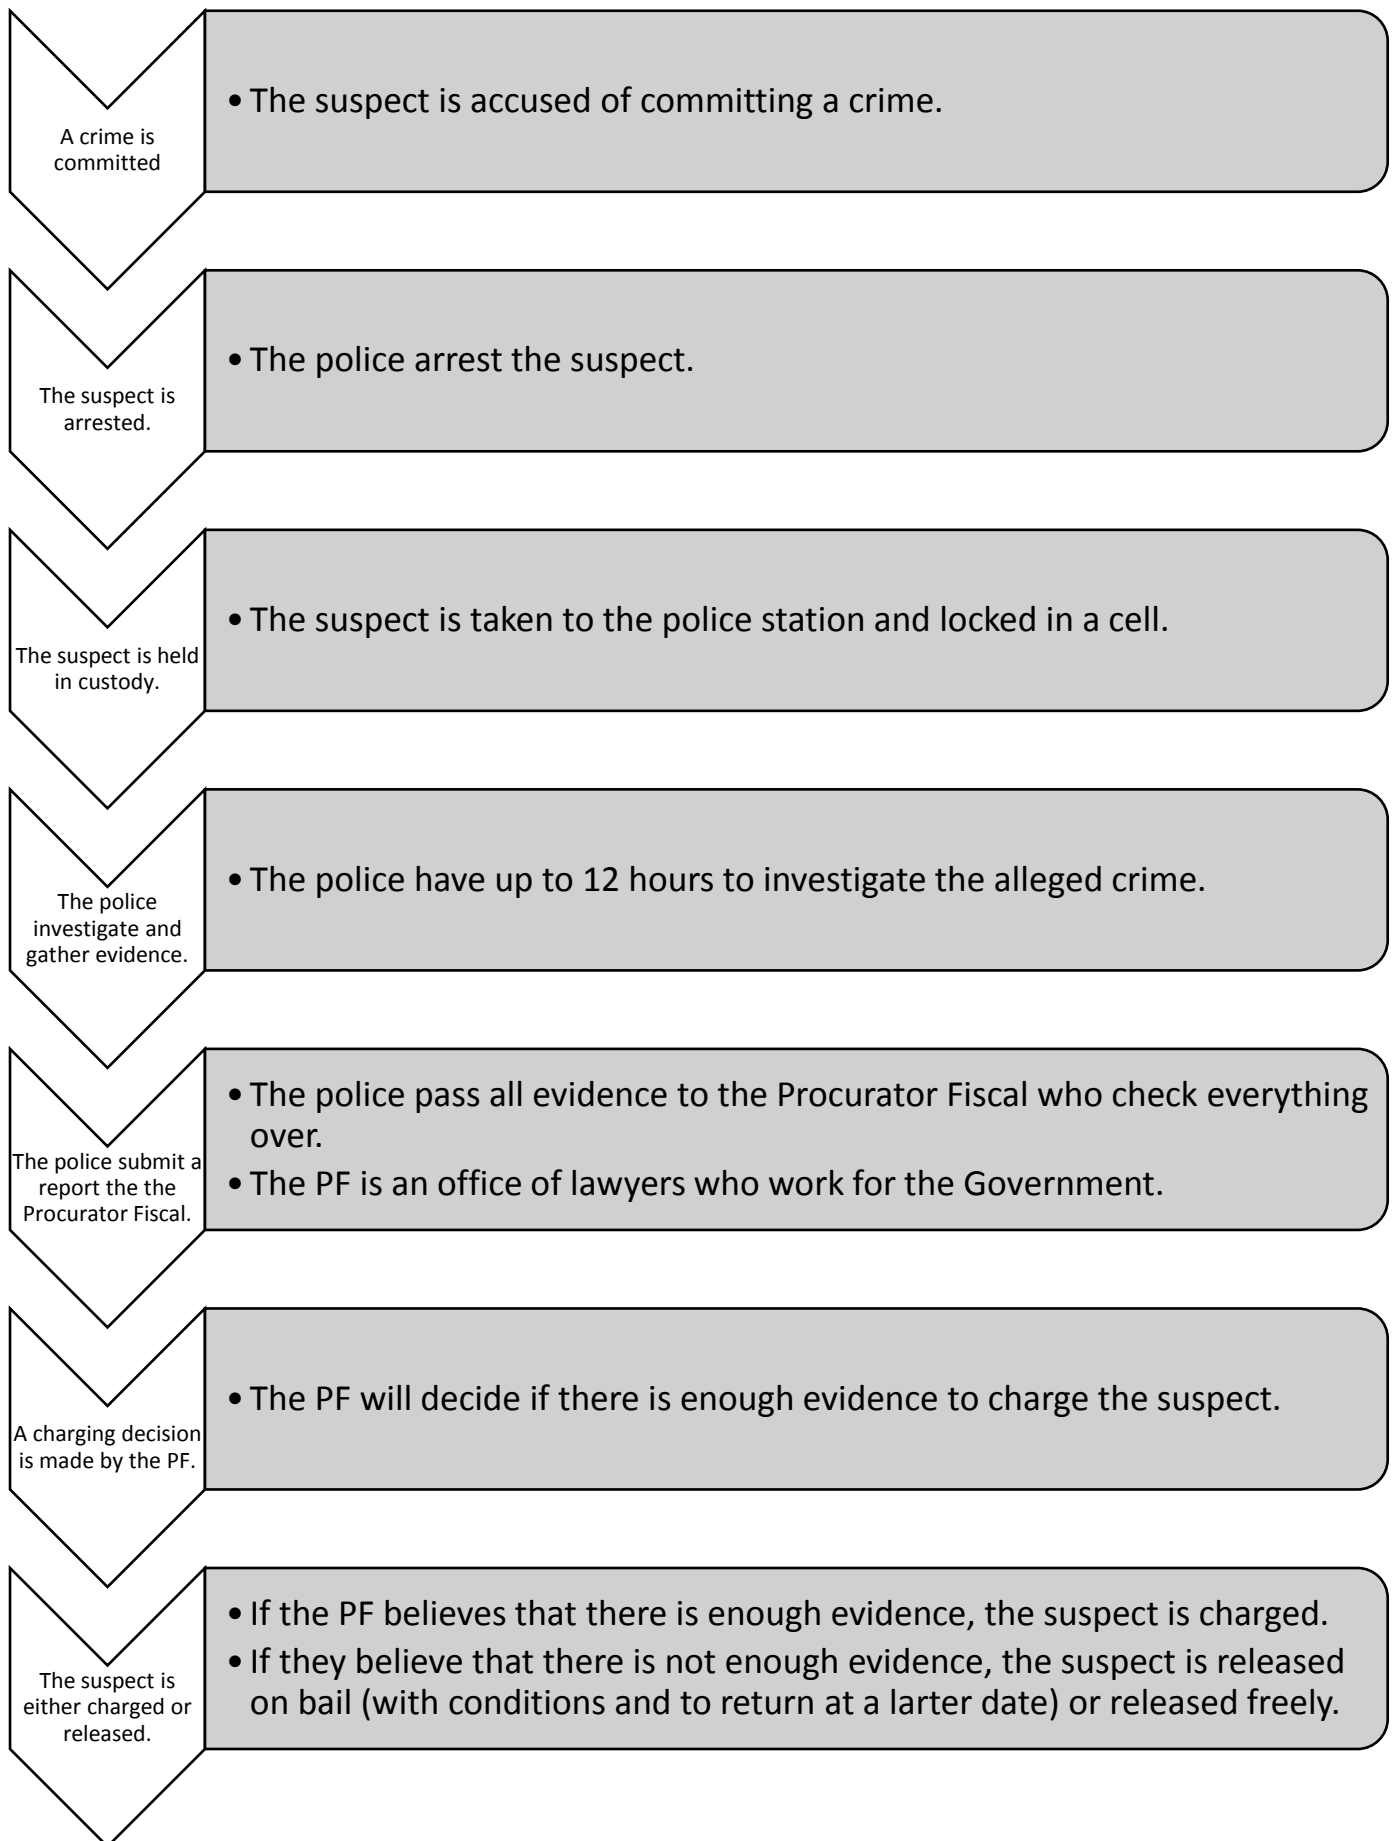 A crime is
committed
• The suspect is accused of committing a crime.
The suspect is
arrested.
• The police arrest the suspect.
The suspect is held
in custody.
• The suspect is taken to the police station and locked in a cell.
The police
investigate and
gather evidence.
• The police have up to 12 hours to investigate the alleged crime.
The police submit a
report the the
Procurator Fiscal.
• The police pass all evidence to the Procurator Fiscal who check everything
over.
• The PF is an office of lawyers who work for the Government.
A charging decision
is made by the PF.
• The PF will decide if there is enough evidence to charge the suspect.
The suspect is
either charged or
released.
• If the PF believes that there is enough evidence, the suspect is charged.
• If they believe that there is not enough evidence, the suspect is released
on bail (with conditions and to return at a larter date) or released freely.